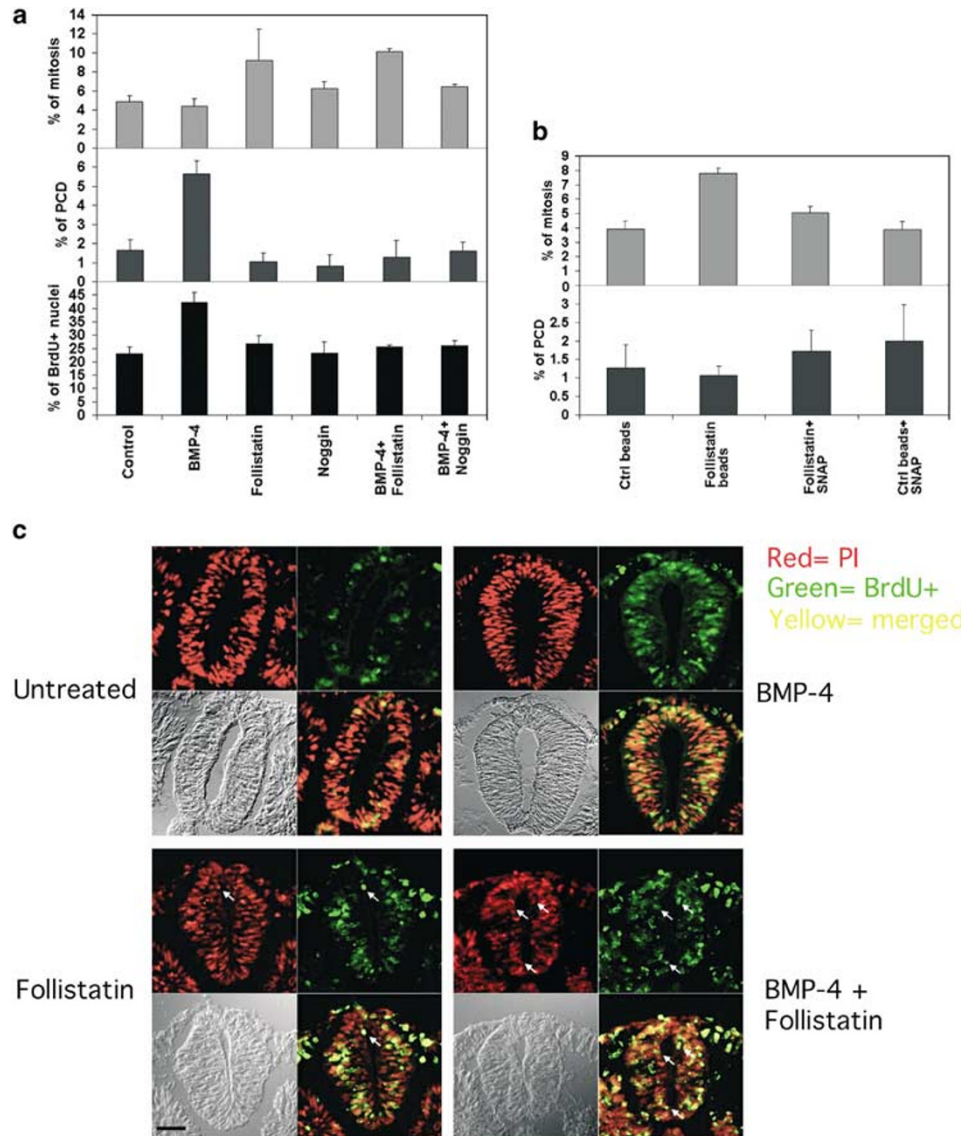 a
% of mitosis
14
12
10
8
6
4
2
0
% of PCD
6
5
4
3
2
1
0
% of BrdU+ nuclei
45
40
35
30
25
20
15
10
5
0
Control
BMP-4
Follistatin
Noggin
BMP-4+
Follistatin
BMP-4+
Noggin
b
% of mitosis
9
8
7
6
5
4
3
2
1
0
% of PCD
3
2.5
2
1.5
1
0.5
0
Ctrl beads
Follistatin
beads
Follistatin+
SNAP
Ctrl beads+
SNAP
c
Red= PI
Green= BrdU+
Yellow= merged
Untreated
BMP-4
Follistatin
BMP-4 +
Follistatin